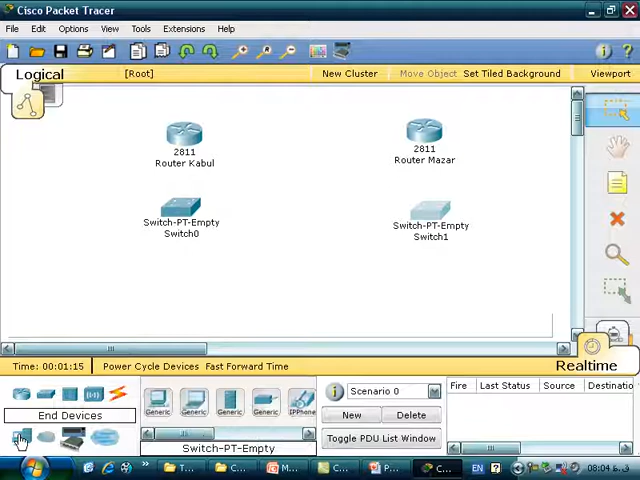 Cisco Packet Tracer
File Edit Options View Tools Extensions Help
Logical [Root] New Cluster Move Object Set Tiled Background Viewport
2811 2811
Router Kabul Router Mazar
Switch-PT-Empty Switch-PT-Empty
Switch0 Switch1
Time: 00:01:15 Power Cycle Devices Fast Forward Time Realtime
End Devices
Generic Generic Generic Generic IPPhone
Switch-PT-Empty
Scenario 0
New Delete
Toggle PDU List Window
Fire Last Status Source Destinatio
T... C... M... C... P... C... EN 08:04 ق.ظ